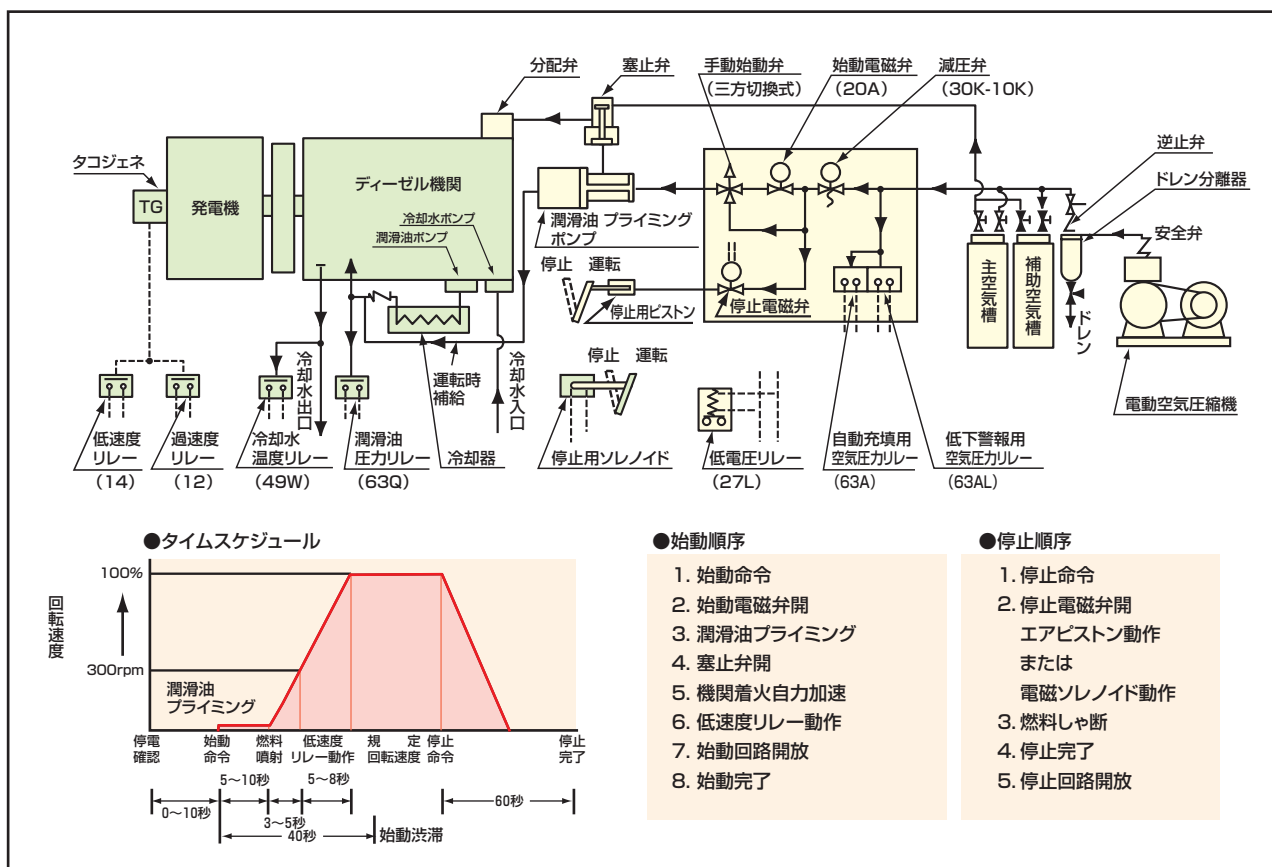 分配弁
塞止弁
手動始動弁
(三方切換式)
始動電磁弁
(20A)
減圧弁
(30K-10K)
逆止弁
ドレン分離器
安全弁
タコジェネ
TG
発電機
ディーゼル機関
冷却水ポンプ
潤滑油ポンプ
潤滑油 プライミング
ポンプ
停止 運転
停止用ピストン
停止電磁弁
主空気槽
補助空気槽
ドレン
電動空気圧縮機
冷却水出口
運転時
補給
冷却水入口
停止 運転
低速度
リレー
(14)
過速度
リレー
(12)
冷却水
温度リレー
(49W)
潤滑油
圧力リレー
(63Q)
冷却器
停止用ソレノイド
低電圧リレー
(27L)
自動充填用
空気圧力リレー
(63A)
低下警報用
空気圧力リレー
(63AL)
●タイムスケジュール
100%
回転速度
300rpm
潤滑油
プライミング
停電
確認
始動
命令
燃料
噴射
低速度
リレー動作
規 定
回転速度
停止
命令
停止
完了
5〜10秒
5〜8秒
0〜10秒
3〜5秒
60秒
40秒
始動渋滞
●始動順序
1. 始動命令
2. 始動電磁弁開
3. 潤滑油プライミング
4. 塞止弁開
5. 機関着火自力加速
6. 低速度リレー動作
7. 始動回路開放
8. 始動完了
●停止順序
1. 停止命令
2. 停止電磁弁開
エアピストン動作
または
電磁ソレノイド動作
3. 燃料しゃ断
4. 停止完了
5. 停止回路開放